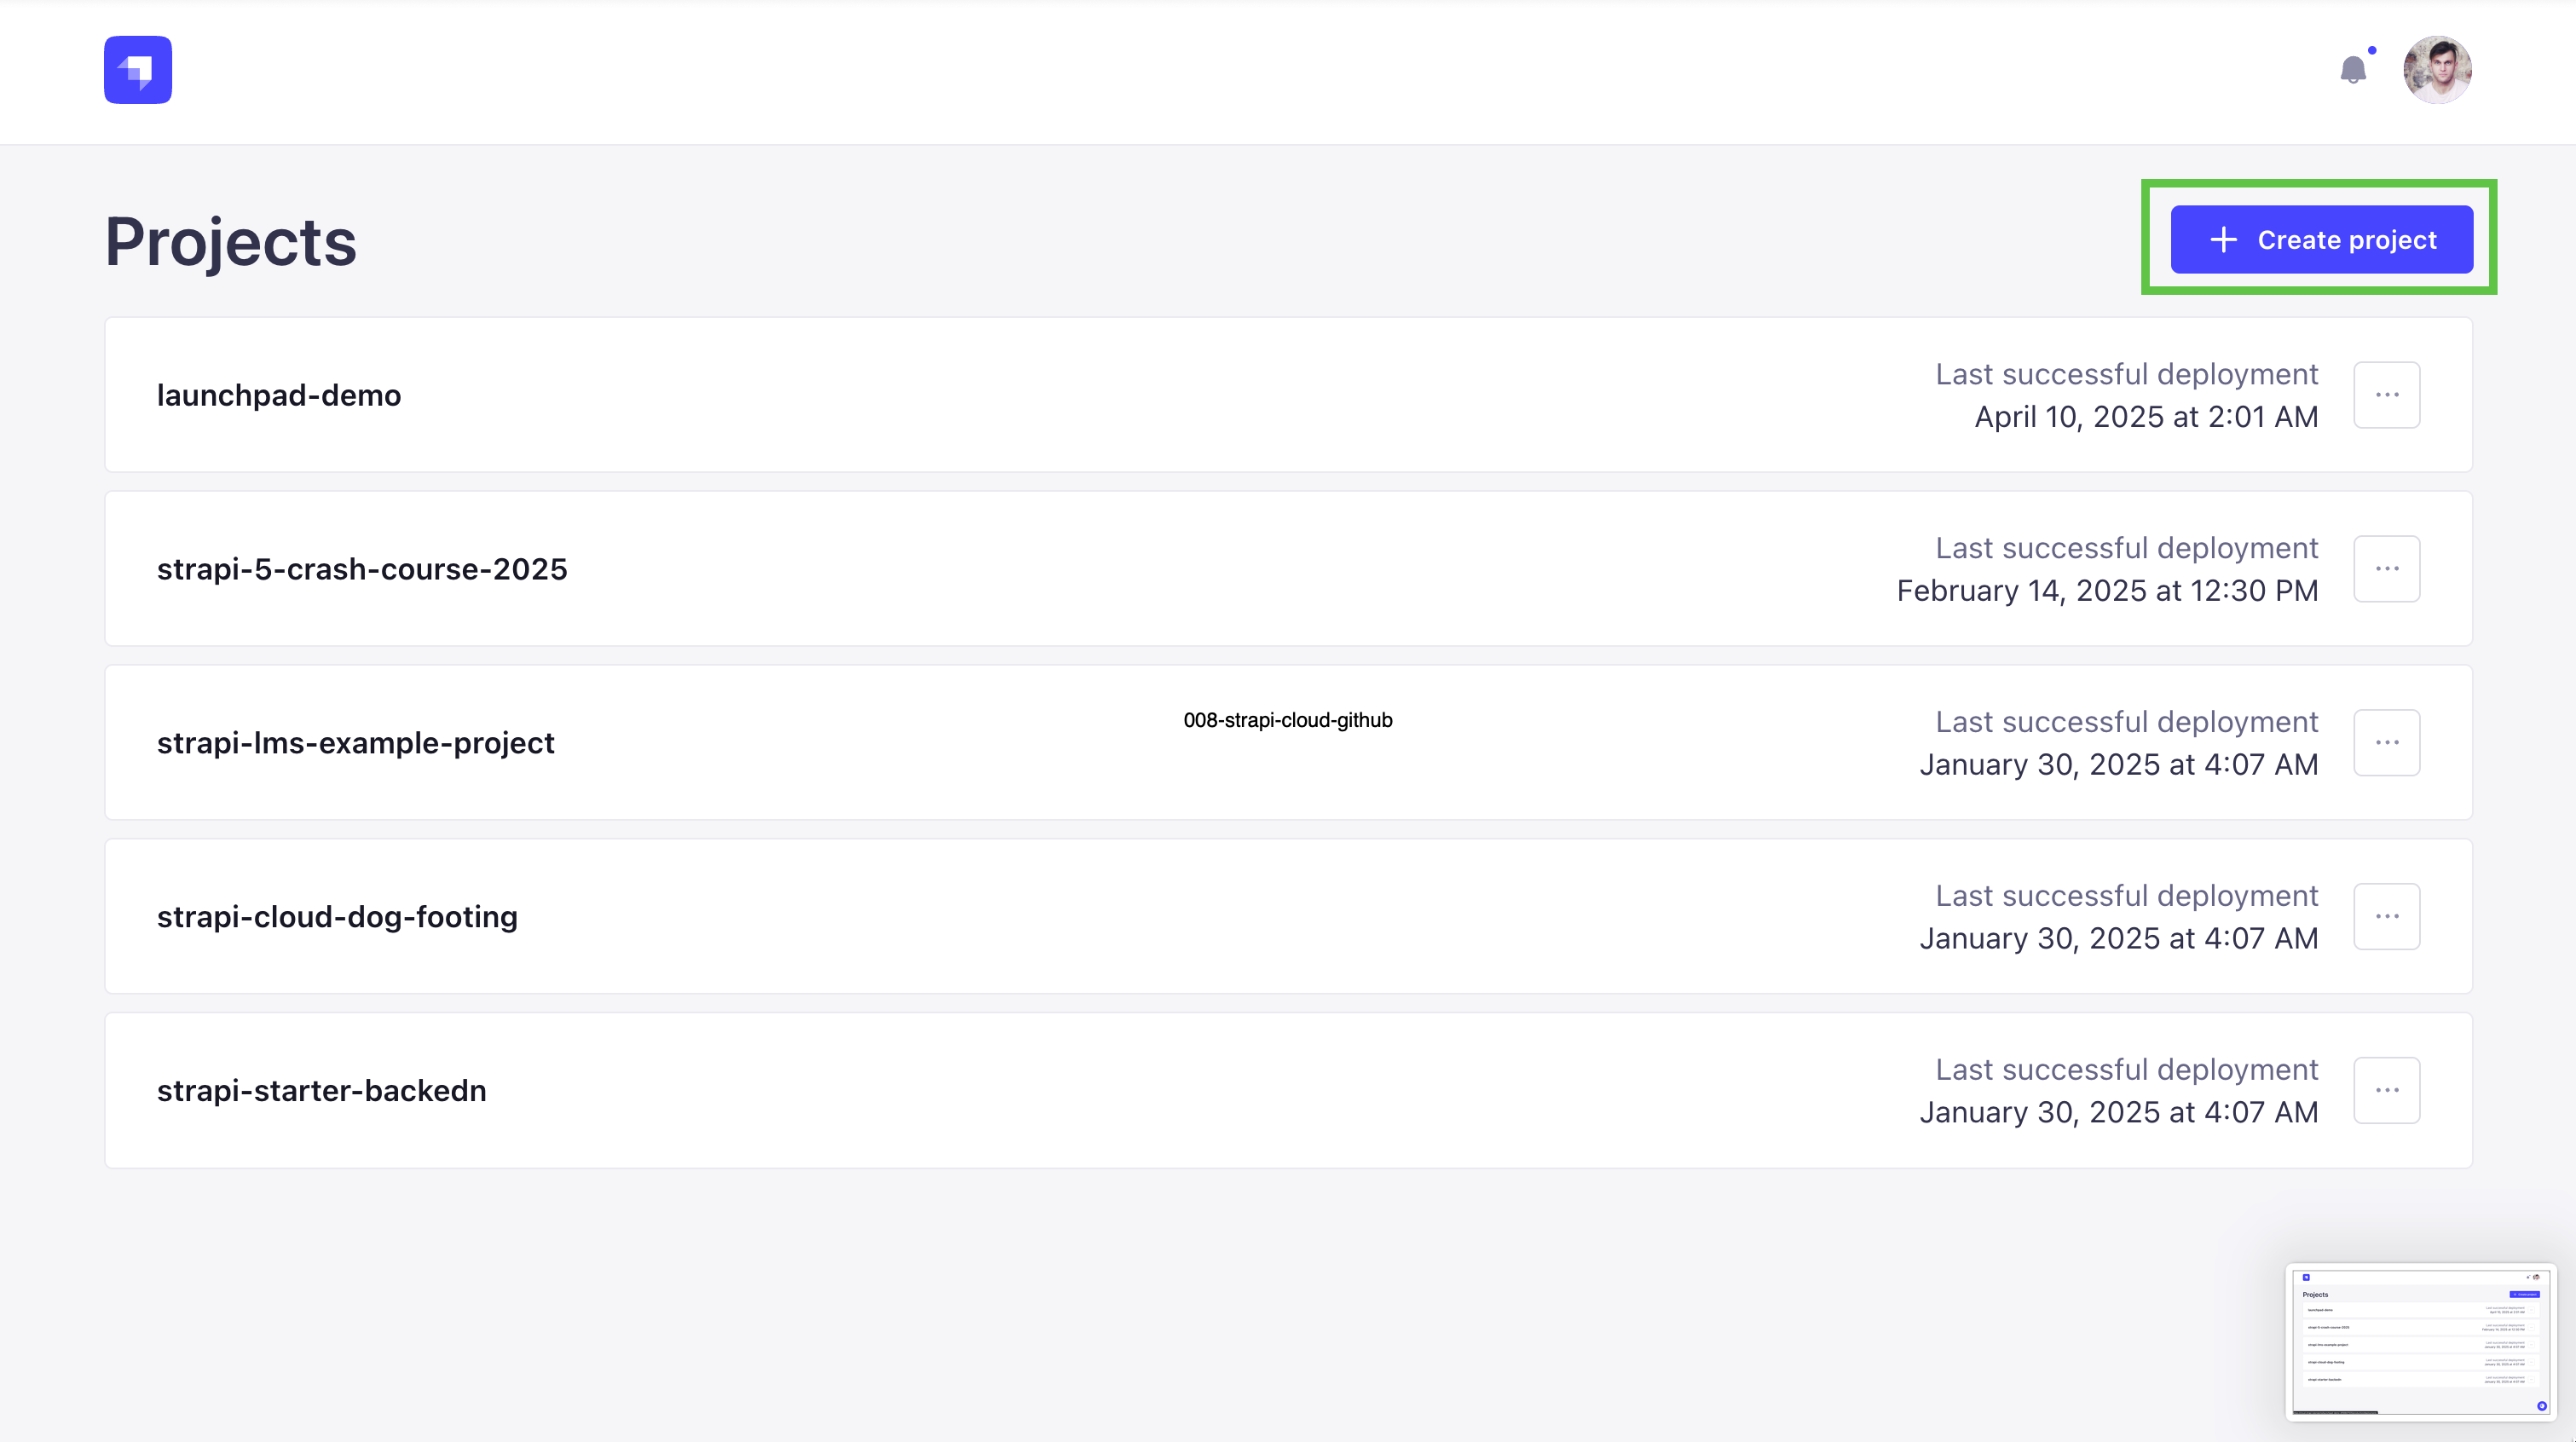 Projects
+ Create project
launchpad-demo
Last successful deployment
April 10, 2025 at 2:01 AM
strapi-5-crash-course-2025
Last successful deployment
February 14, 2025 at 12:30 PM
008-strapi-cloud-github
strapi-lms-example-project
Last successful deployment
January 30, 2025 at 4:07 AM
strapi-cloud-dog-footing
Last successful deployment
January 30, 2025 at 4:07 AM
strapi-starter-backedn
Last successful deployment
January 30, 2025 at 4:07 AM
Projects